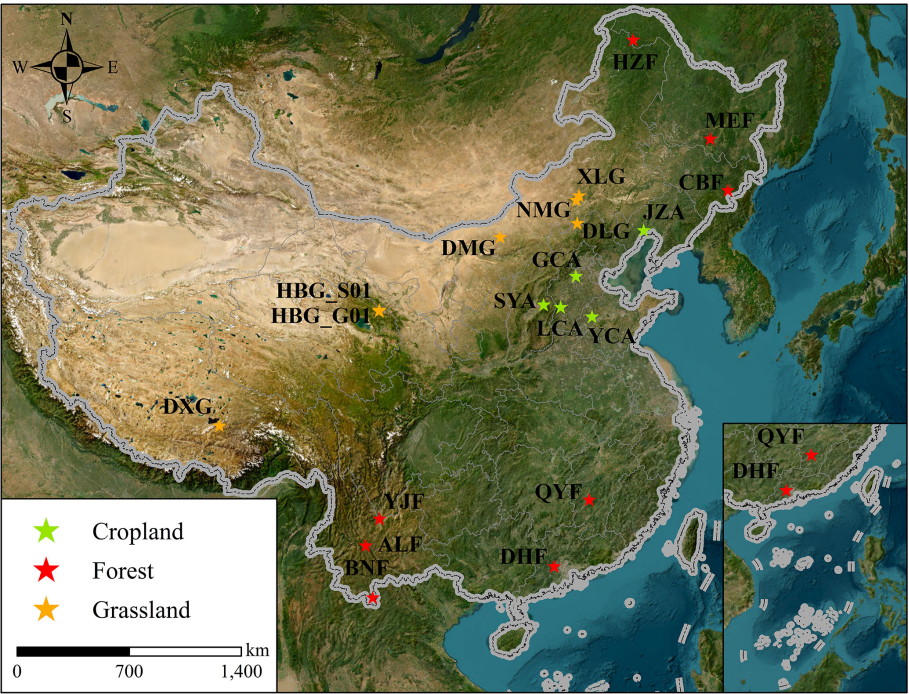 N
W E
S
HZF
MEF
CBF
XLG
NMG
JZA
DLG
DMG
GCA
HBG_S01
SYA
HBG_G01
LCA
YCA
DXG
QYF
DHF
YJF
QYF
ALF
DHF
BNF
Cropland
Forest
Grassland
km
0 700 1,400